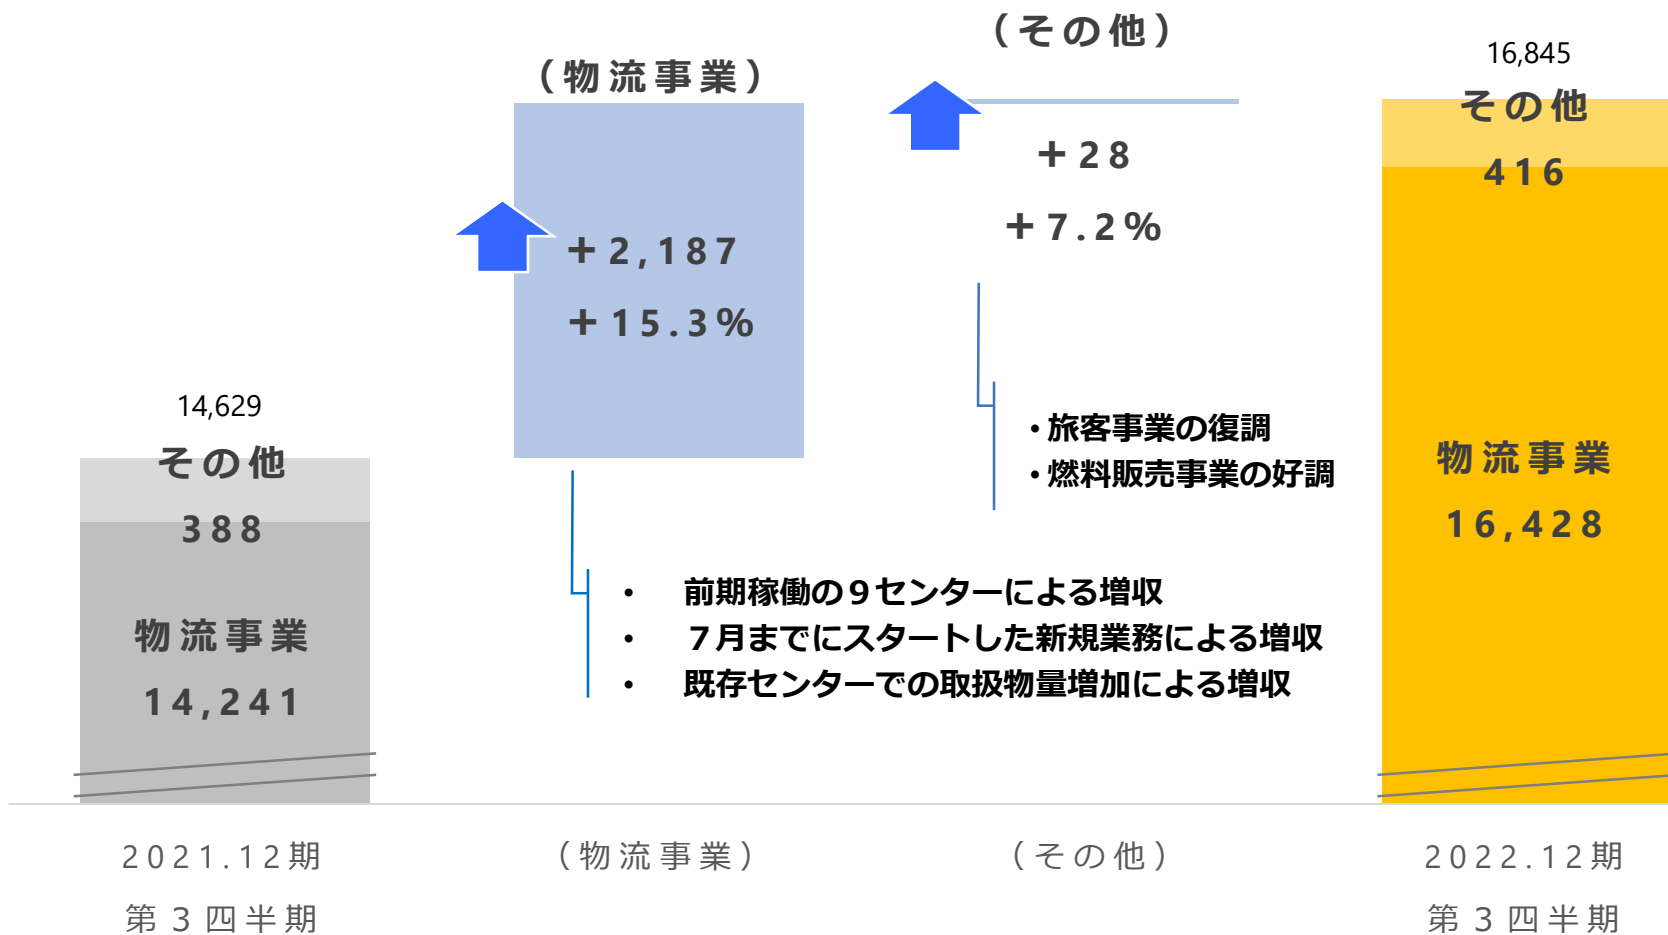 14,629
その他
388
物流事業
14,241
（物流事業）
＋2,187
＋15.3%
（その他）
＋28
＋7.2%
・旅客事業の復調
・燃料販売事業の好調
・ 前期稼働の９センターによる増収
・ ７月までにスタートした新規業務による増収
・ 既存センターでの取扱物量増加による増収
16,845
その他
416
物流事業
16,428
2021.12期
第３四半期
（物流事業）
（その他）
2022.12期
第３四半期